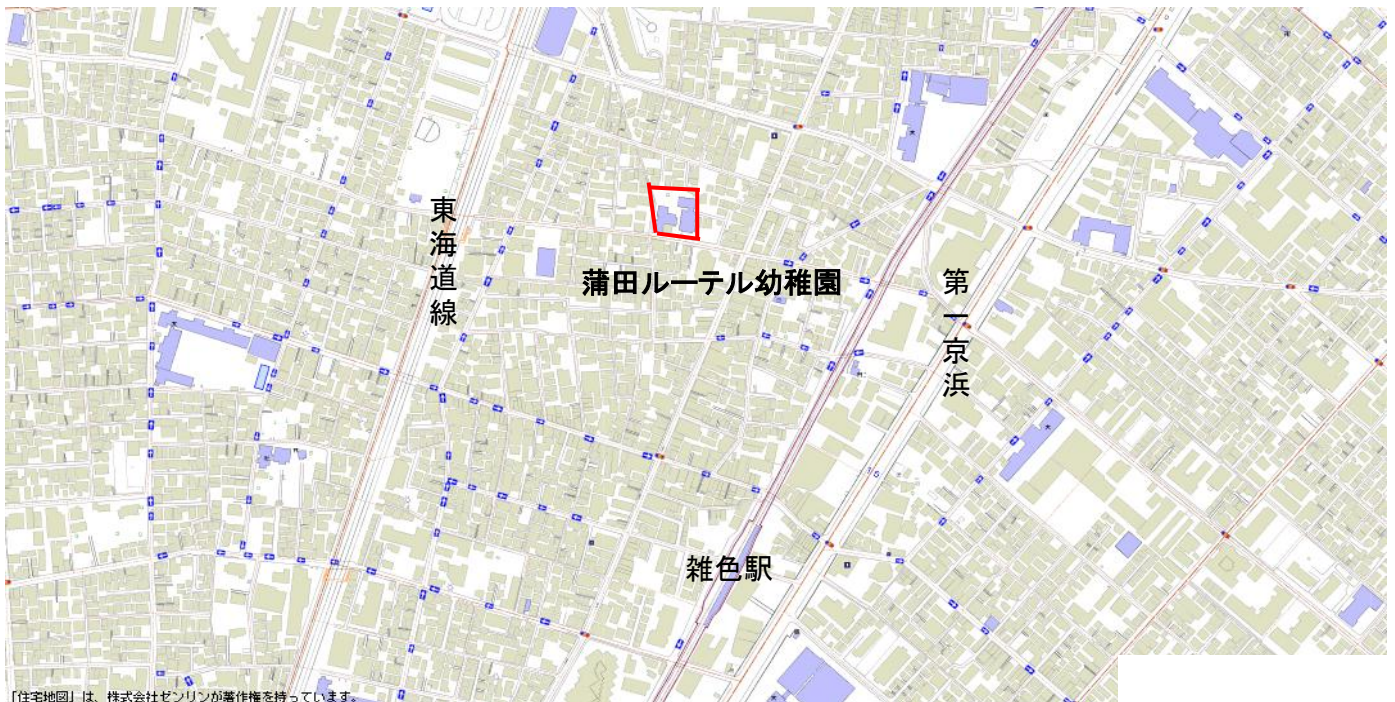 東海道線
蒲田ルーテル幼稚園
第一京浜
15
雑色駅
「住宅地図」は、株式会社ゼンリンが著作権を持っています。